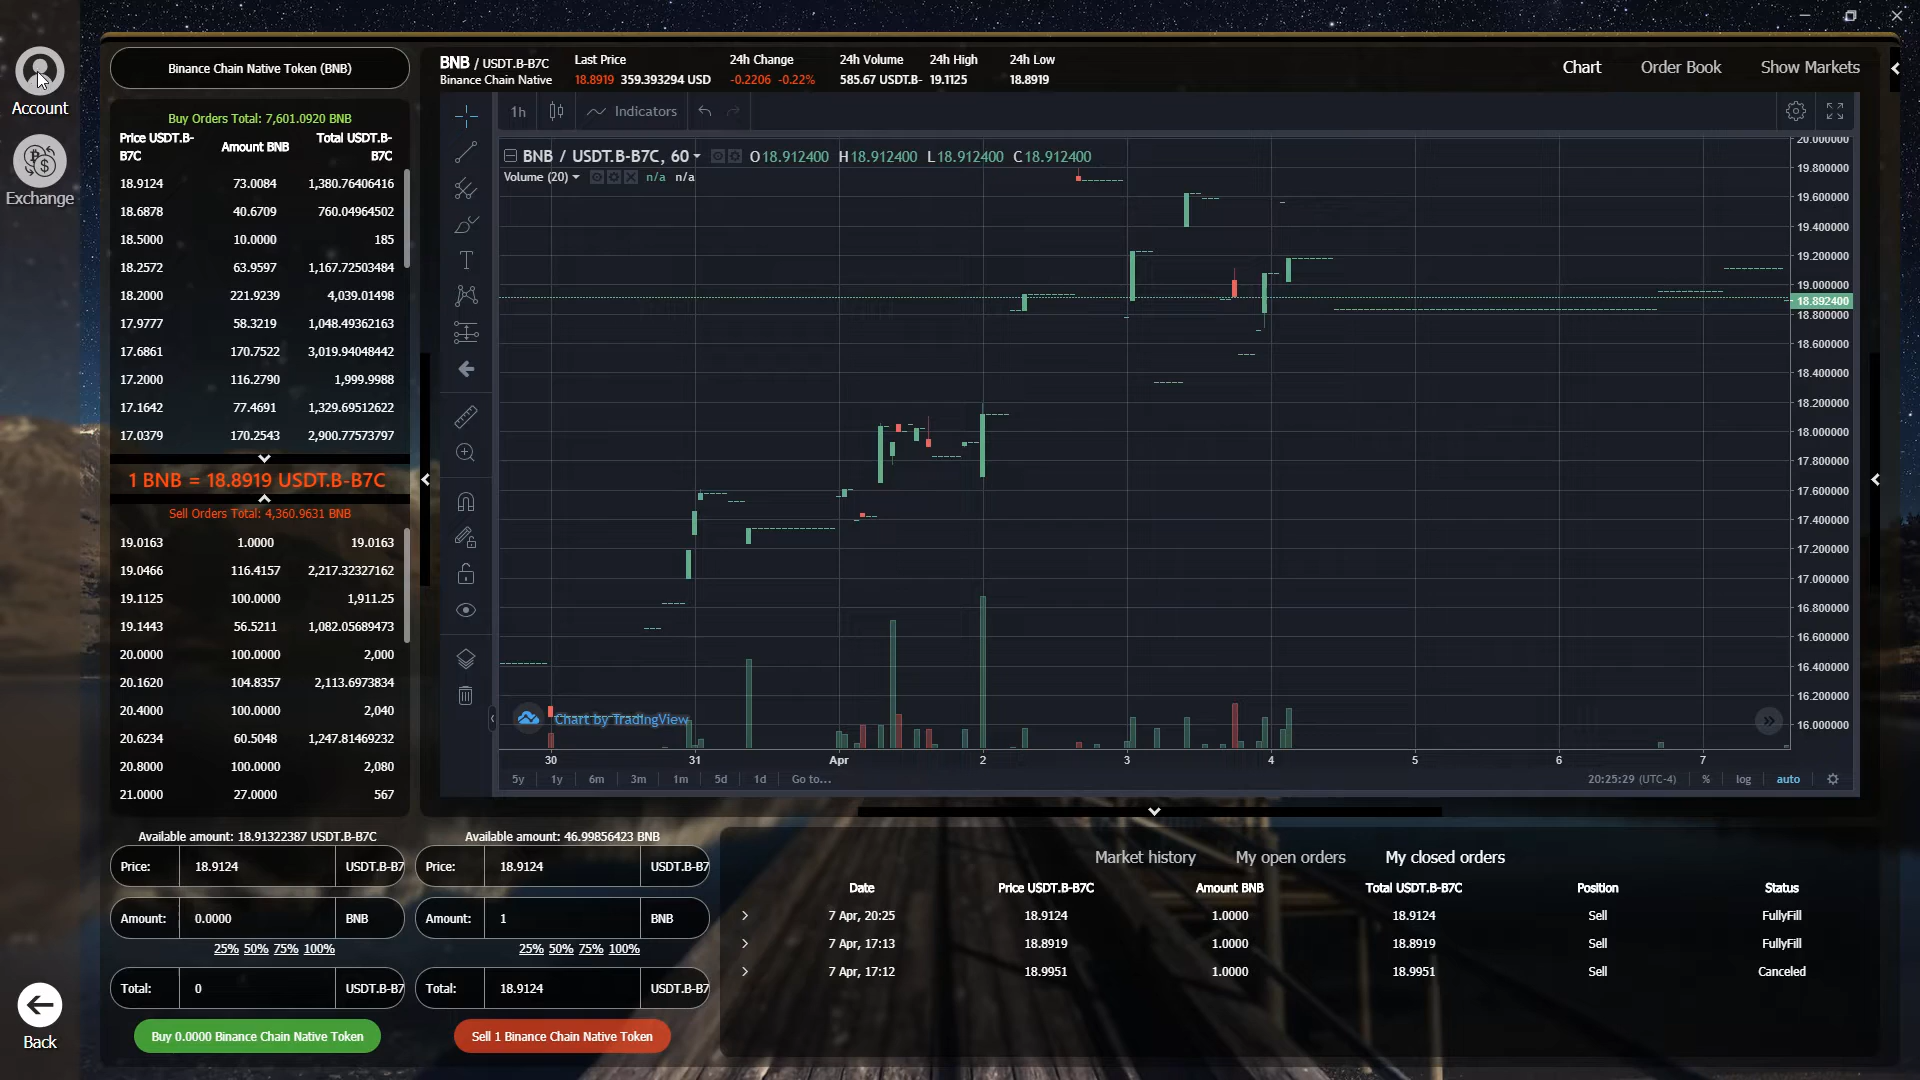 Account
Exchange
Back
Binance Chain Native Token (BNB)
Buy Orders Total: 7,601.0920 BNB
Price USDT.B-B7C Amount BNB Total USDT.B-B7C
18.9124 73.0084 1,380.76406416
18.6878 40.6709 760.04964502
18.5000 10.0000 185
18.2572 63.9597 1,167.72503484
18.2000 221.9239 4,039.01498
17.9777 58.3219 1,048.49362163
17.6861 170.7522 3,019.94048442
17.2000 116.2790 1,999.9988
17.1642 77.4691 1,329.69512622
17.0379 170.2543 2,900.77573797
1 BNB = 18.8919 USDT.B-B7C
Sell Orders Total: 4,360.9631 BNB
19.0163 1.0000 19.0163
19.0466 116.4157 2,217.32327162
19.1125 100.0000 1,911.25
19.1443 56.5211 1,082.05689473
20.0000 100.0000 2,000
20.1620 104.8357 2,113.6973834
20.4000 100.0000 2,040
20.6234 60.5048 1,247.81469232
20.8000 100.0000 2,080
21.0000 27.0000 567
BNB / USDT.B-B7C Last Price 24h Change 24h Volume 24h High 24h Low
Binance Chain Native 18.8919 359.393294 USD -0.2206 -0.22% 585.67 USDT.B- 19.1125 18.8919
Chart Order Book Show Markets
1h Indicators
BNB / USDT.B-B7C, 60 O18.912400 H18.912400 L18.912400 C18.912400
Volume (20) n/a n/a
20.000000
19.800000
19.600000
19.400000
19.200000
19.000000
18.892400
18.800000
18.600000
18.400000
18.200000
18.000000
17.800000
17.600000
17.400000
17.200000
17.000000
16.800000
16.600000
16.400000
16.200000
16.000000
Chart by TradingView
30 31 Apr 2 3 4 5 6 7
5y 1y 6m 3m 1m 5d 1d Go to... 20:25:29 (UTC-4) % log auto
Available amount: 18.91322387 USDT.B-B7C
Price: 18.9124 USDT.B-B7
Amount: 0.0000 BNB
25% 50% 75% 100%
Total: 0 USDT.B-B7
Buy 0.0000 Binance Chain Native Token
Available amount: 46.99856423 BNB
Price: 18.9124 USDT.B-B7
Amount: 1 BNB
25% 50% 75% 100%
Total: 18.9124 USDT.B-B7
Sell 1 Binance Chain Native Token
Market history My open orders My closed orders
Date Price USDT.B-B7C Amount BNB Total USDT.B-B7C Position Status
7 Apr, 20:25 18.9124 1.0000 18.9124 Sell FullyFill
7 Apr, 17:13 18.8919 1.0000 18.8919 Sell FullyFill
7 Apr, 17:12 18.9951 1.0000 18.9951 Sell Canceled